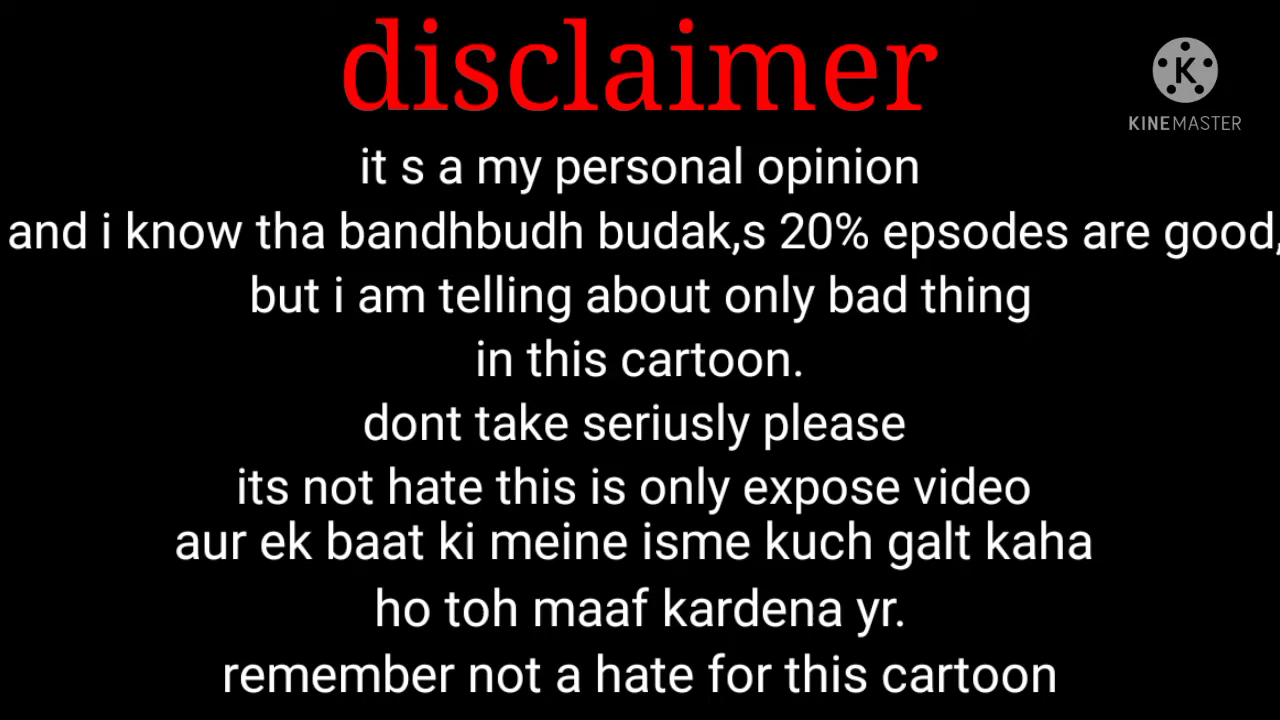 disclaimer
KINEMASTER
it s a my personal opinion
and i know tha bandhbudh budak,s 20% epsodes are good,
but i am telling about only bad thing
in this cartoon.
dont take seriusly please
its not hate this is only expose video
aur ek baat ki meine isme kuch galt kaha
ho toh maaf kardena yr.
remember not a hate for this cartoon